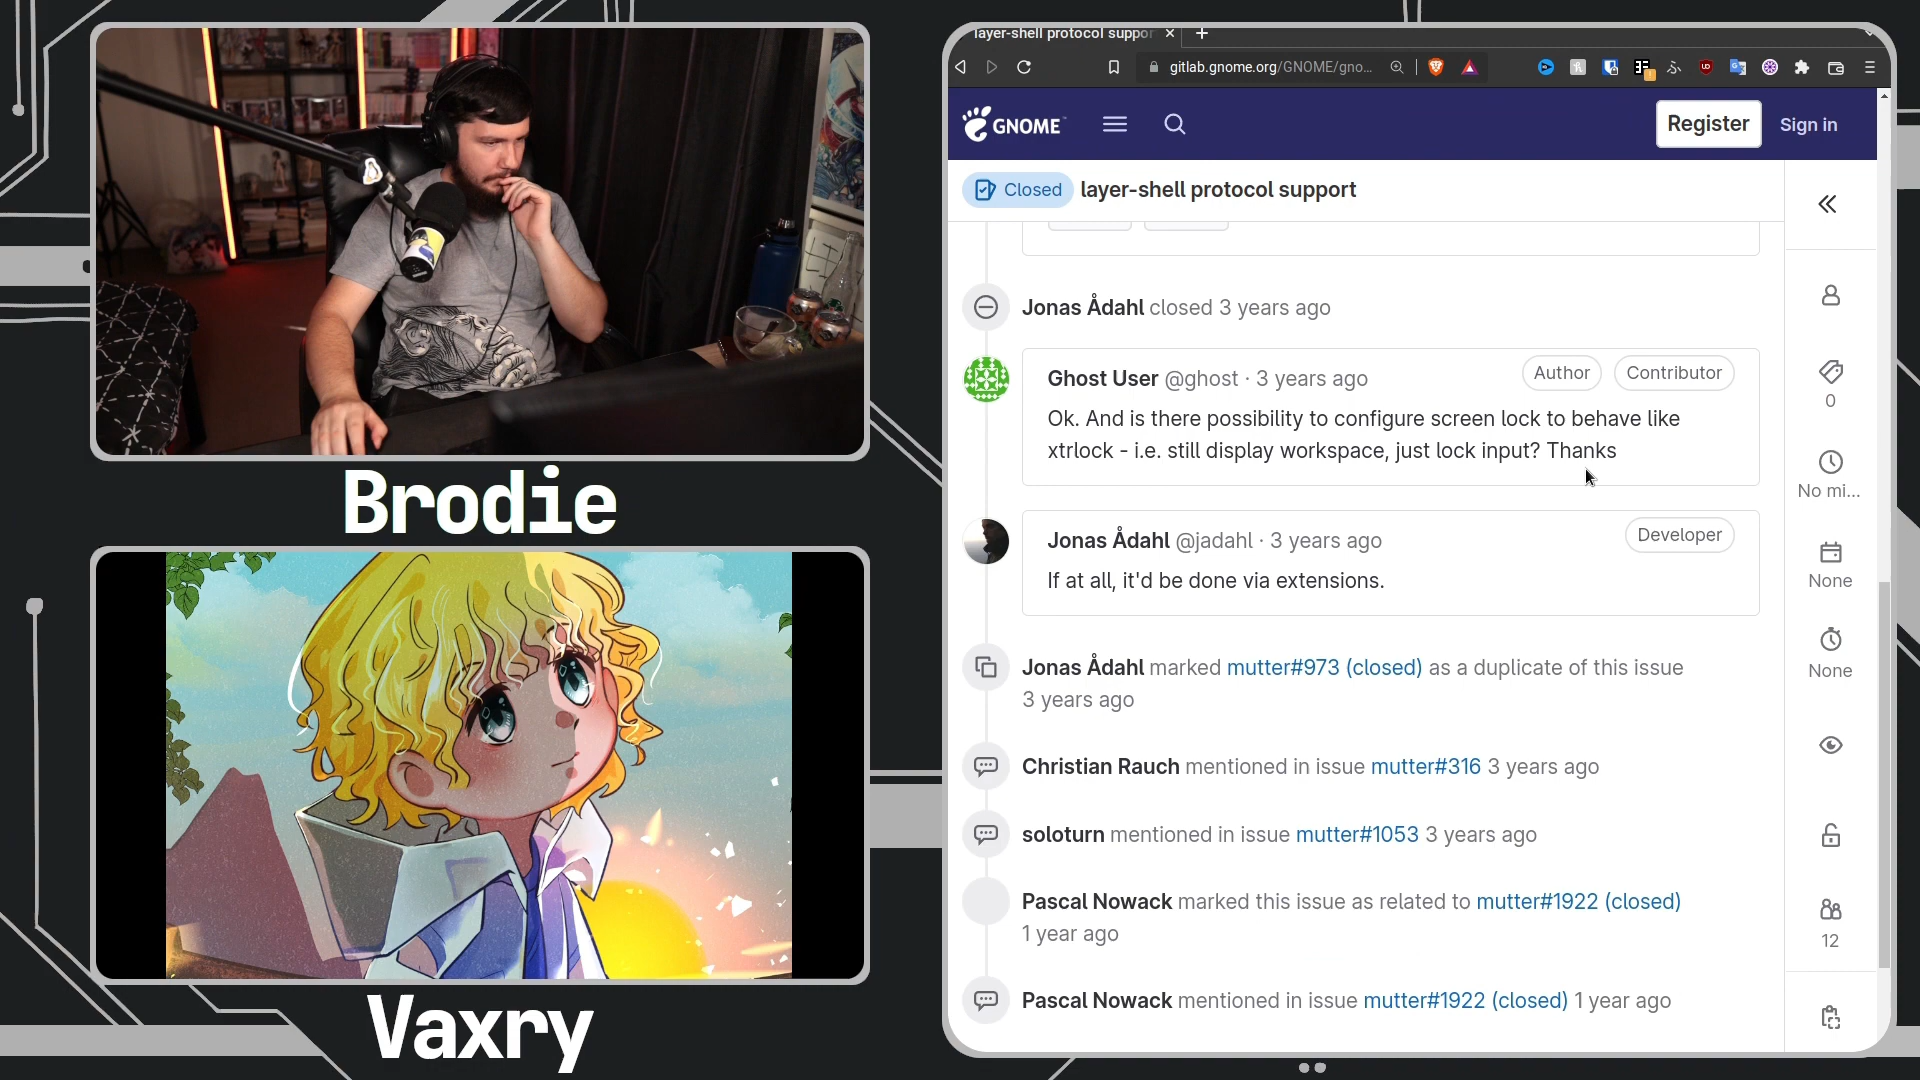 Brodie
Vaxry
layer-shell protocol suppor
gitlab.gnome.org/GNOME/gno...
GNOME
Register
Sign in
Closed
layer-shell protocol support
Jonas Ådahl closed 3 years ago
Ghost User @ghost · 3 years ago
Author
Contributor
Ok. And is there possibility to configure screen lock to behave like
xtrlock - i.e. still display workspace, just lock input? Thanks
Jonas Ådahl @jadahl · 3 years ago
Developer
If at all, it'd be done via extensions.
Jonas Ådahl marked mutter#973 (closed) as a duplicate of this issue
3 years ago
Christian Rauch mentioned in issue mutter#316 3 years ago
soloturn mentioned in issue mutter#1053 3 years ago
Pascal Nowack marked this issue as related to mutter#1922 (closed)
1 year ago
Pascal Nowack mentioned in issue mutter#1922 (closed) 1 year ago
0
No mi...
None
None
12